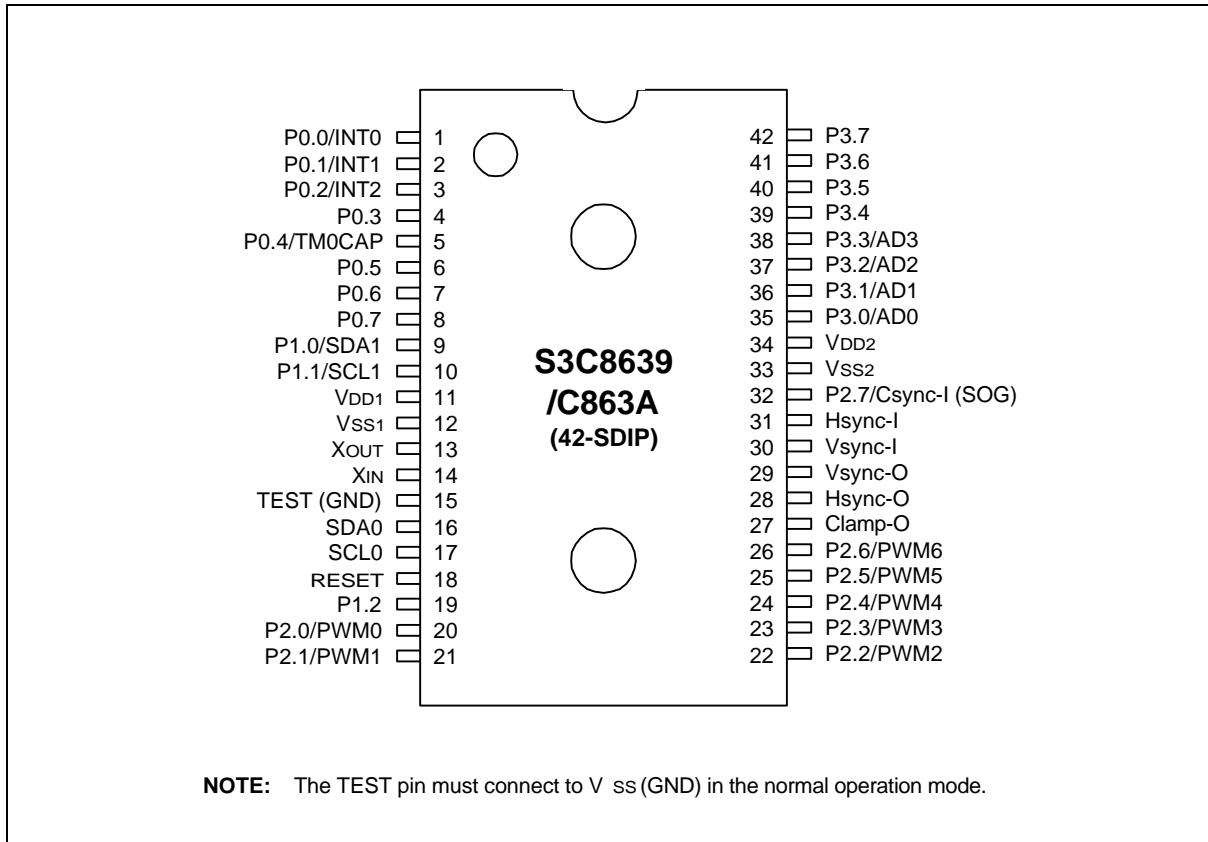 P0.0/INT0 1
P0.1/INT1 2
P0.2/INT2 3
P0.3 4
P0.4/TM0CAP 5
P0.5 6
P0.6 7
P0.7 8
P1.0/SDA1 9
P1.1/SCL1 10
VDD1 11
VSS1 12
XOUT 13
XIN 14
TEST (GND) 15
SDA0 16
SCL0 17
RESET 18
P1.2 19
P2.0/PWM0 20
P2.1/PWM1 21
S3C8639
/C863A
(42-SDIP)
42 P3.7
41 P3.6
40 P3.5
39 P3.4
38 P3.3/AD3
37 P3.2/AD2
36 P3.1/AD1
35 P3.0/AD0
34 VDD2
33 VSS2
32 P2.7/Csync-I (SOG)
31 Hsync-I
30 Vsync-I
29 Vsync-O
28 Hsync-O
27 Clamp-O
26 P2.6/PWM6
25 P2.5/PWM5
24 P2.4/PWM4
23 P2.3/PWM3
22 P2.2/PWM2
NOTE: The TEST pin must connect to V SS (GND) in the normal operation mode.